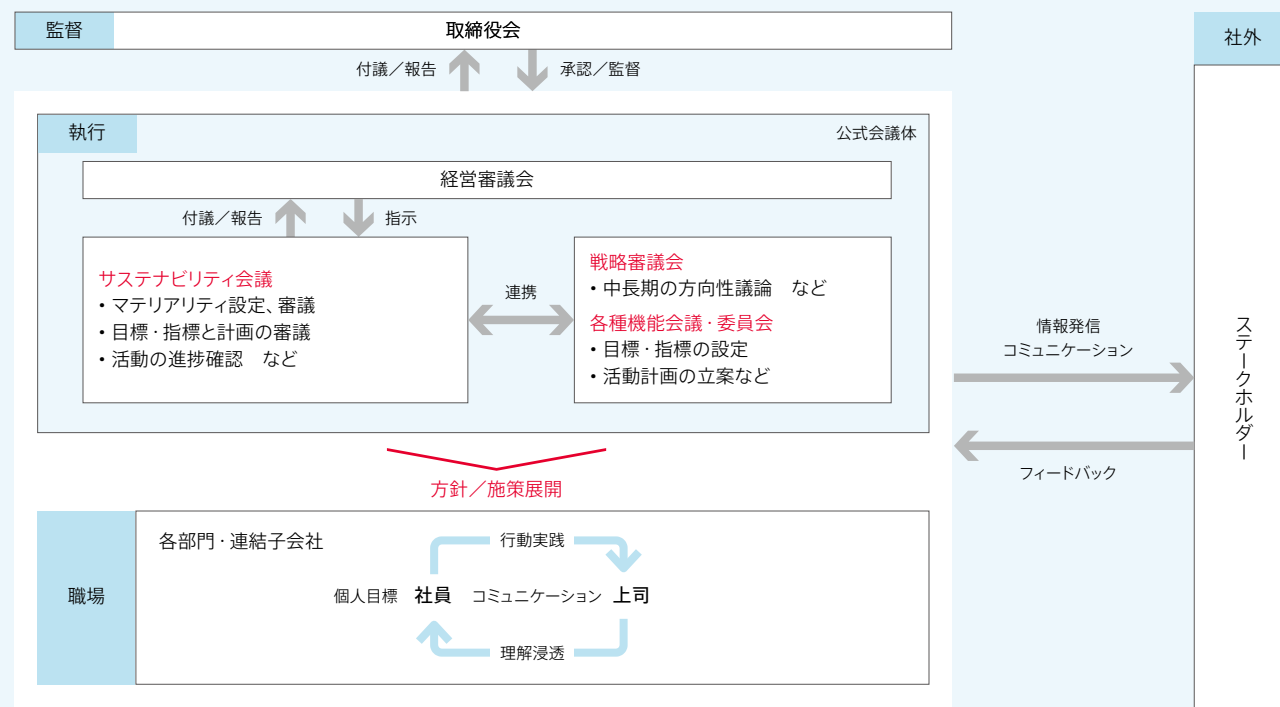 監督
取締役会
社外
付議／報告
承認／監督
執行
公式会議体
経営審議会
付議／報告
指示
サステナビリティ会議
・マテリアリティ設定、審議
・目標・指標と計画の審議
・活動の進捗確認　など
連携
戦略審議会
・中長期の方向性議論　など
各種機能会議・委員会
・目標・指標の設定
・活動計画の立案など
情報発信
コミュニケーション
ステークホルダー
フィードバック
方針／施策展開
職場
各部門・連結子会社
行動実践
個人目標 社員 コミュニケーション 上司
理解浸透